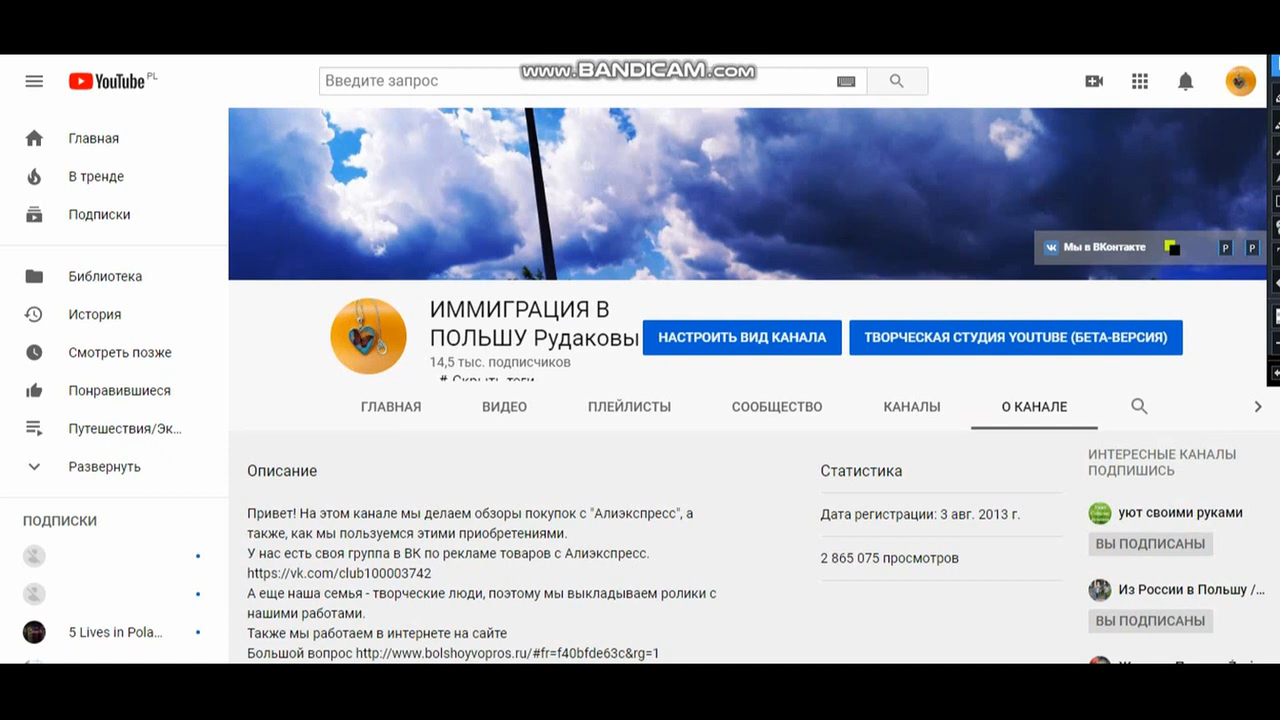 www.BANDICAM.com
YouTube PL
Введите запрос
Главная
В тренде
Подписки
Библиотека
История
Смотреть позже
Понравившиеся
Путешествия/Эк...
Развернуть
ПОДПИСКИ
5 Lives in Pola...
Мы в ВКонтакте
P
P
ИММИГРАЦИЯ В
ПОЛЬШУ Рудаковы
14,5 тыс. подписчиков
# Скрыть теги
НАСТРОИТЬ ВИД КАНАЛА
ТВОРЧЕСКАЯ СТУДИЯ YOUTUBE (БЕТА-ВЕРСИЯ)
ГЛАВНАЯ
ВИДЕО
ПЛЕЙЛИСТЫ
СООБЩЕСТВО
КАНАЛЫ
О КАНАЛЕ
Описание
Привет! На этом канале мы делаем обзоры покупок с "Алиэкспресс", а
также, как мы пользуемся этими приобретениями.
У нас есть своя группа в ВК по рекламе товаров с Алиэкспресс.
https://vk.com/club100003742
А еще наша семья - творческие люди, поэтому мы выкладываем ролики с
нашими работами.
Также мы работаем в интернете на сайте
Большой вопрос http://www.bolshoyvopros.ru/#fr=f40bfde63c&rg=1
Статистика
Дата регистрации: 3 авг. 2013 г.
2 865 075 просмотров
ИНТЕРЕСНЫЕ КАНАЛЫ
ПОДПИШИСЬ
уют своими руками
ВЫ ПОДПИСАНЫ
Из России в Польшу /...
ВЫ ПОДПИСАНЫ